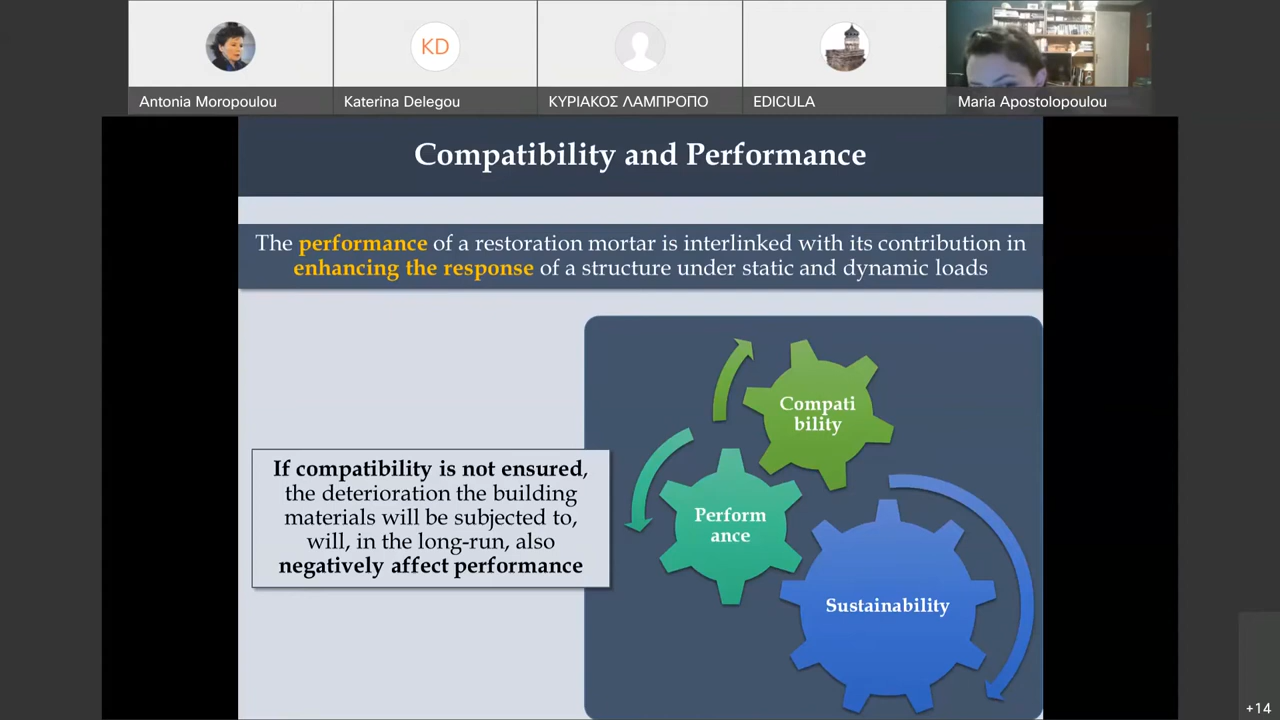 KD
Antonia Moropoulou
Katerina Delegou
ΚΥΡΙΑΚΟΣ ΛΑΜΠΡΟΠΟ
EDICULA
Maria Apostolopoulou
Compatibility and Performance
The performance of a restoration mortar is interlinked with its contribution in
enhancing the response of a structure under static and dynamic loads
Compati
bility
If compatibility is not ensured,
the deterioration the building
materials will be subjected to,
will, in the long-run, also
negatively affect performance
Perform
ance
Sustainability
+14